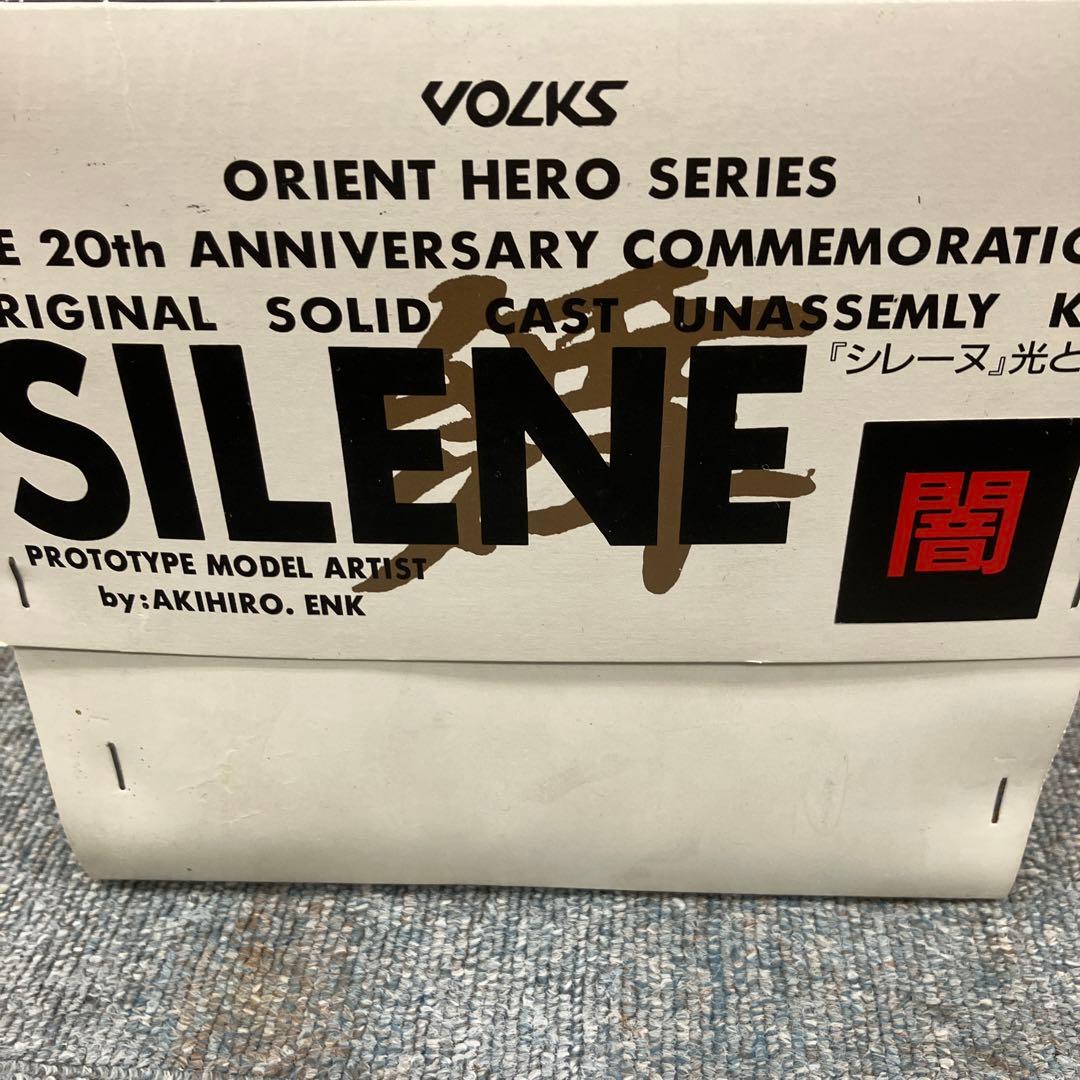 VOLKS
ORIENT HERO SERIES
E 20th ANNIVERSARY COMMEMORATIO
RIGINAL SOLID CAST UNASSEMLY K
SILENE
『シレーヌ』光と
闇
PROTOTYPE MODEL ARTIST
by:AKIHIRO. ENK